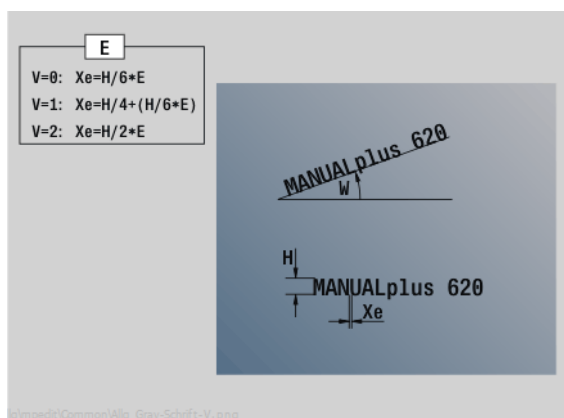 E
V=0: Xe=H/6*E
V=1: Xe=H/4+(H/6*E)
V=2: Xe=H/2*E
MANUALplus 620
W
H
MANUALplus 620
Xe